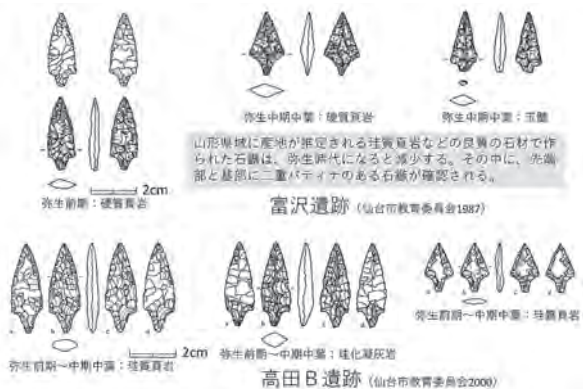 弥生中期中葉：硬質頁岩
弥生中期中葉：玉髄
山形県域に産地が推定される珪質頁岩などの良質の石材で作
られた石鏃は、弥生時代になると減少する。その中に、先端
部と基部に二重パティナのある石鏃が確認される。
2cm
弥生前期：硬質頁岩
富沢遺跡（仙台市教育委員会1987）
弥生前期～中期中葉：珪質頁岩
a b c d
a b c d
a b c d
弥生前期～中期中葉：珪質頁岩
2cm
弥生前期～中期中葉：珪化凝灰岩
高田B遺跡（仙台市教育委員会2000）